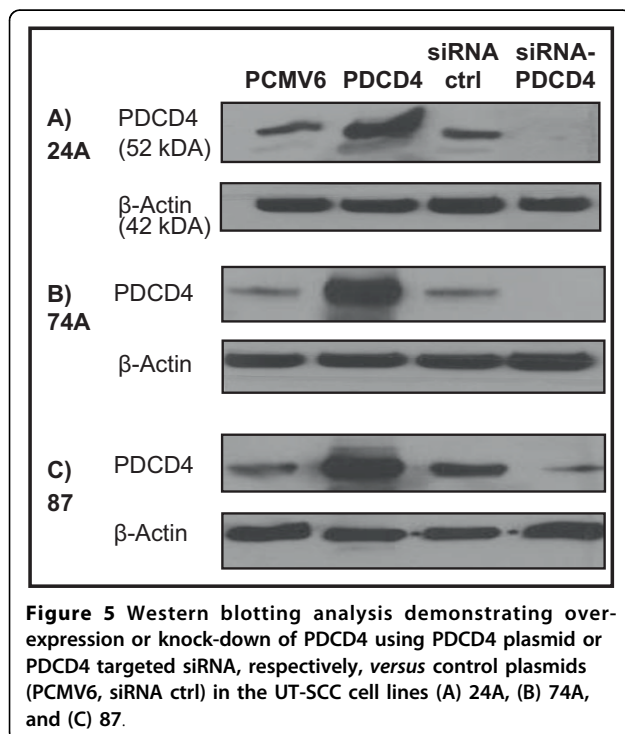 siRNA siRNA-
PCMV6 PDCD4 ctrl PDCD4
A) PDCD4
24A (52 kDA)
β-Actin
(42 kDA)
B) PDCD4
74A
β-Actin
C) PDCD4
87
β-Actin
Figure 5 Western blotting analysis demonstrating over-
expression or knock-down of PDCD4 using PDCD4 plasmid or
PDCD4 targeted siRNA, respectively, versus control plasmids
(PCMV6, siRNA ctrl) in the UT-SCC cell lines (A) 24A, (B) 74A,
and (C) 87.